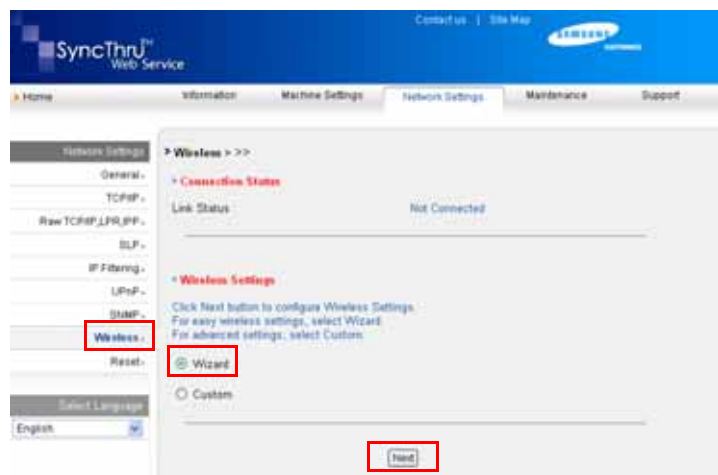 Contact us | Site Map
SAMSUNG
ELECTRONICS
SyncThru™
Web Service
Home
Information Machine Settings Network Settings Maintenance Support
Network Settings
General
TCP/IP
Raw TCP/IP,LPR,IPP
SLP
IP Filtering
UPnP
SNMP
Wireless
Reset
Select Language
English
Wireless > >>
Connection Status
Link Status Not Connected
Wireless Settings
Click Next button to configure Wireless Settings.
For easy wireless settings, select Wizard.
For advanced settings, select Custom.
Wizard
Custom
Next